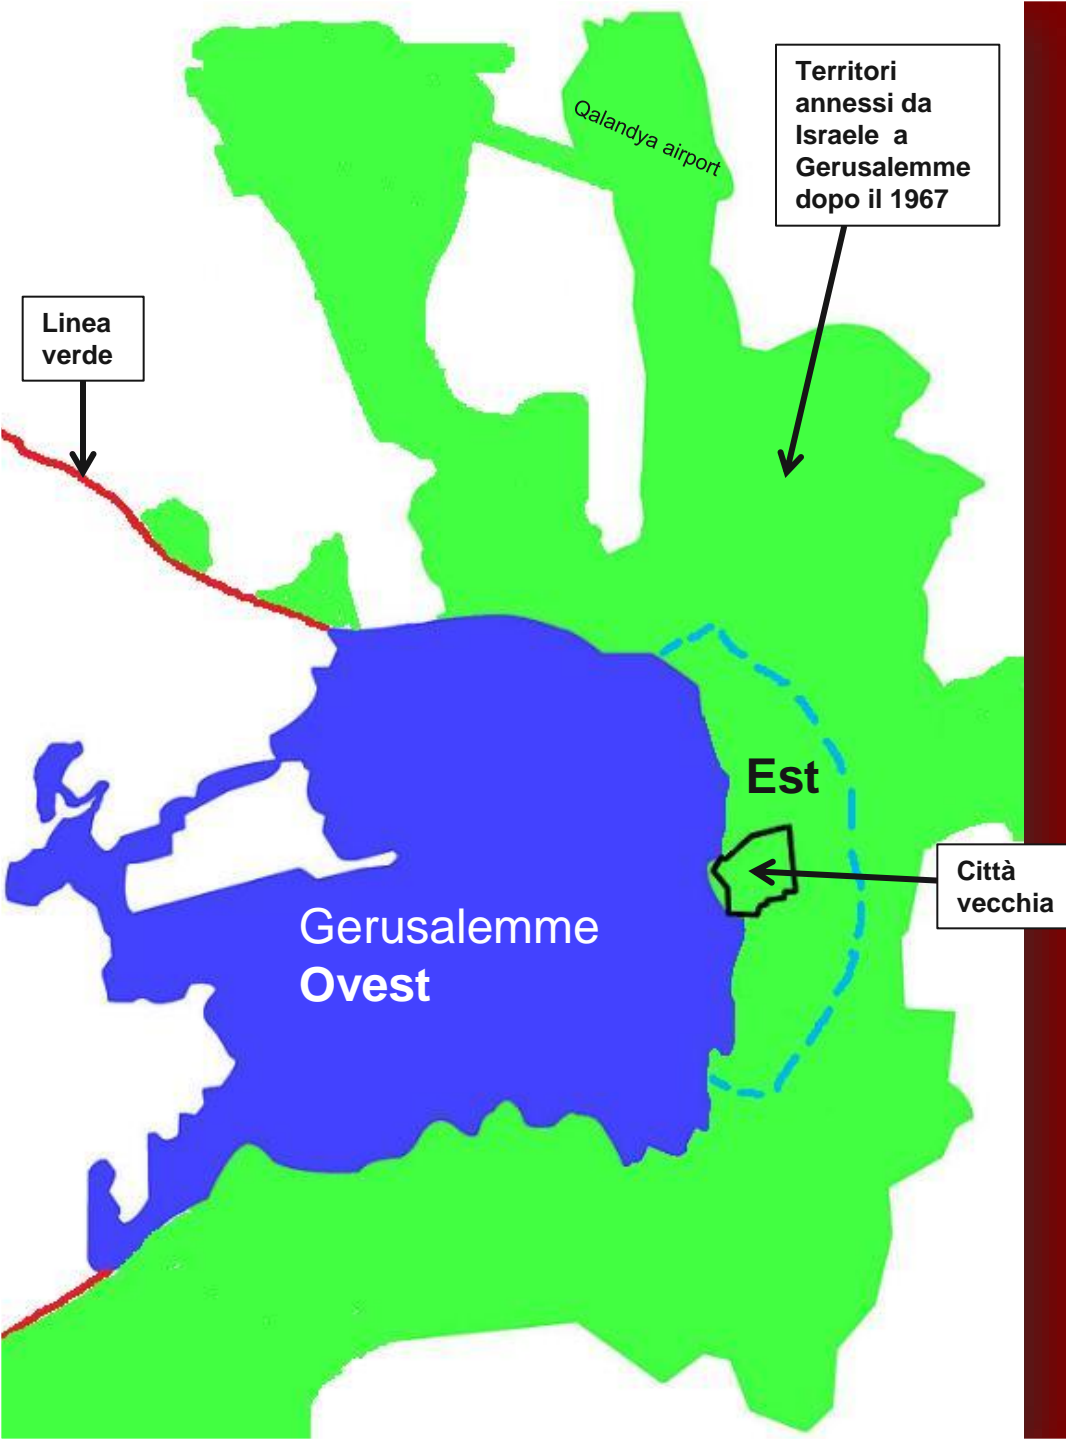 Territori
annessi da
Israele a
Gerusalemme
dopo il 1967
Qalandya airport
Linea
verde
Est
Città
vecchia
Gerusalemme
Ovest